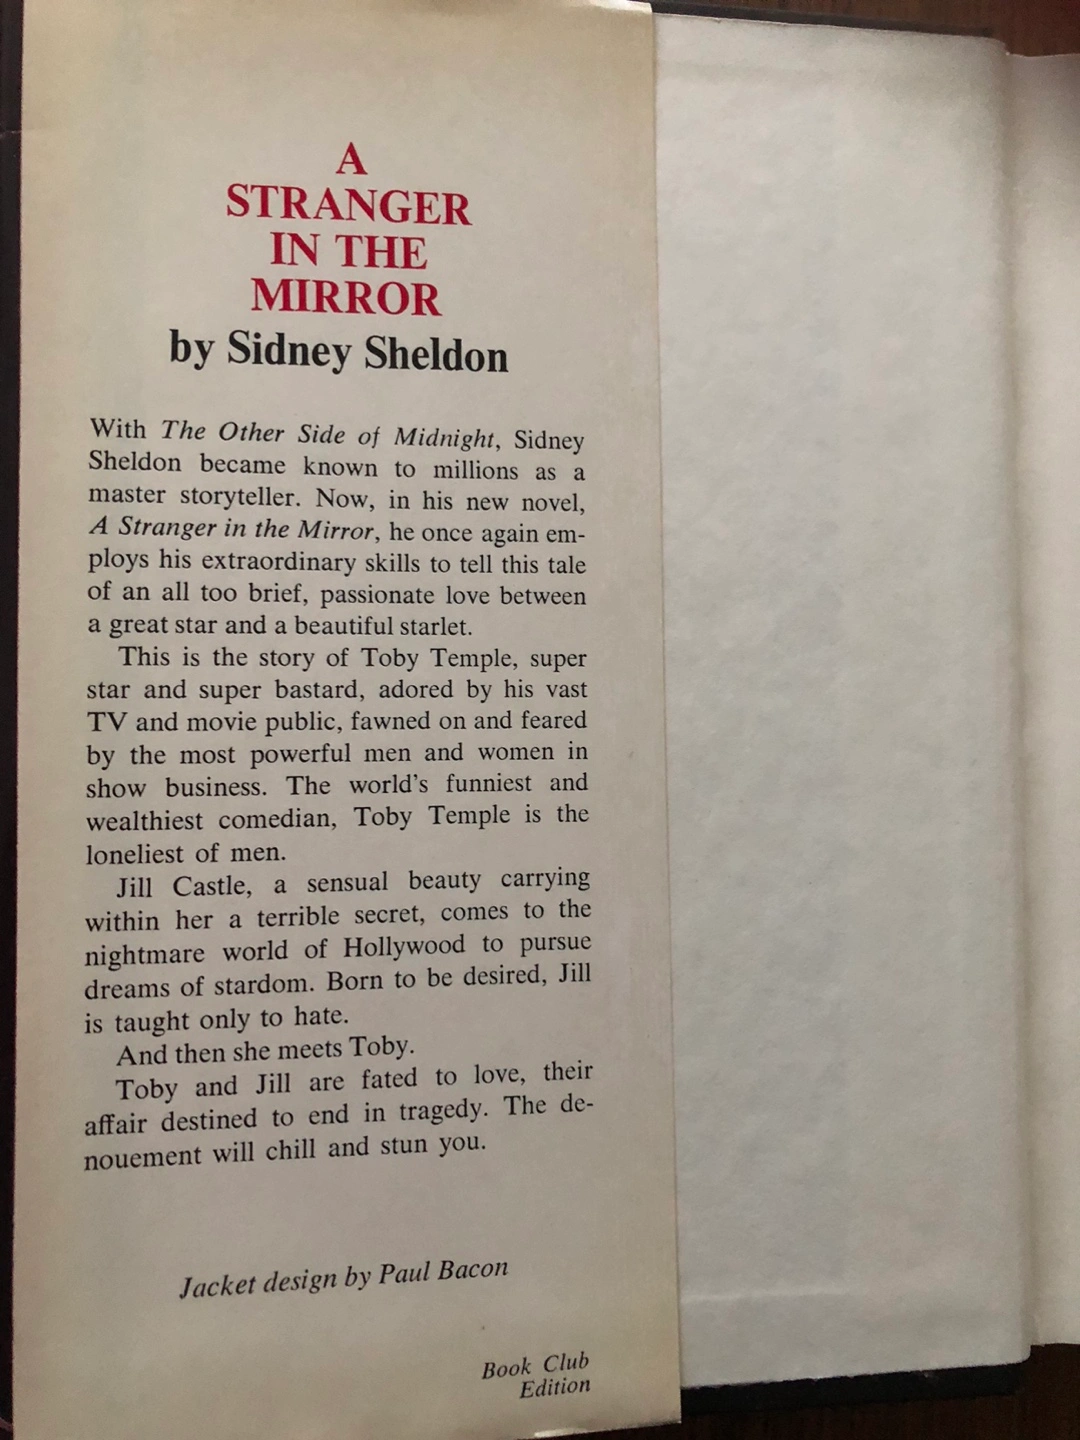 A
STRANGER
IN THE
MIRROR
by Sidney Sheldon
With The Other Side of Midnight, Sidney
Sheldon became known to millions as a
master storyteller. Now, in his new novel,
A Stranger in the Mirror, he once again em-
ploys his extraordinary skills to tell this tale
of an all too brief, passionate love between
a great star and a beautiful starlet.
This is the story of Toby Temple, super
star and super bastard, adored by his vast
TV and movie public, fawned on and feared
by the most powerful men and women in
show business. The world's funniest and
wealthiest comedian, Toby Temple is the
loneliest of men.
Jill Castle, a sensual beauty carrying
within her a terrible secret, comes to the
nightmare world of Hollywood to pursue
dreams of stardom. Born to be desired, Jill
is taught only to hate.
And then she meets Toby.
Toby and Jill are fated to love, their
affair destined to end in tragedy. The de-
nouement will chill and stun you.
Jacket design by Paul Bacon
Book Club
Edition